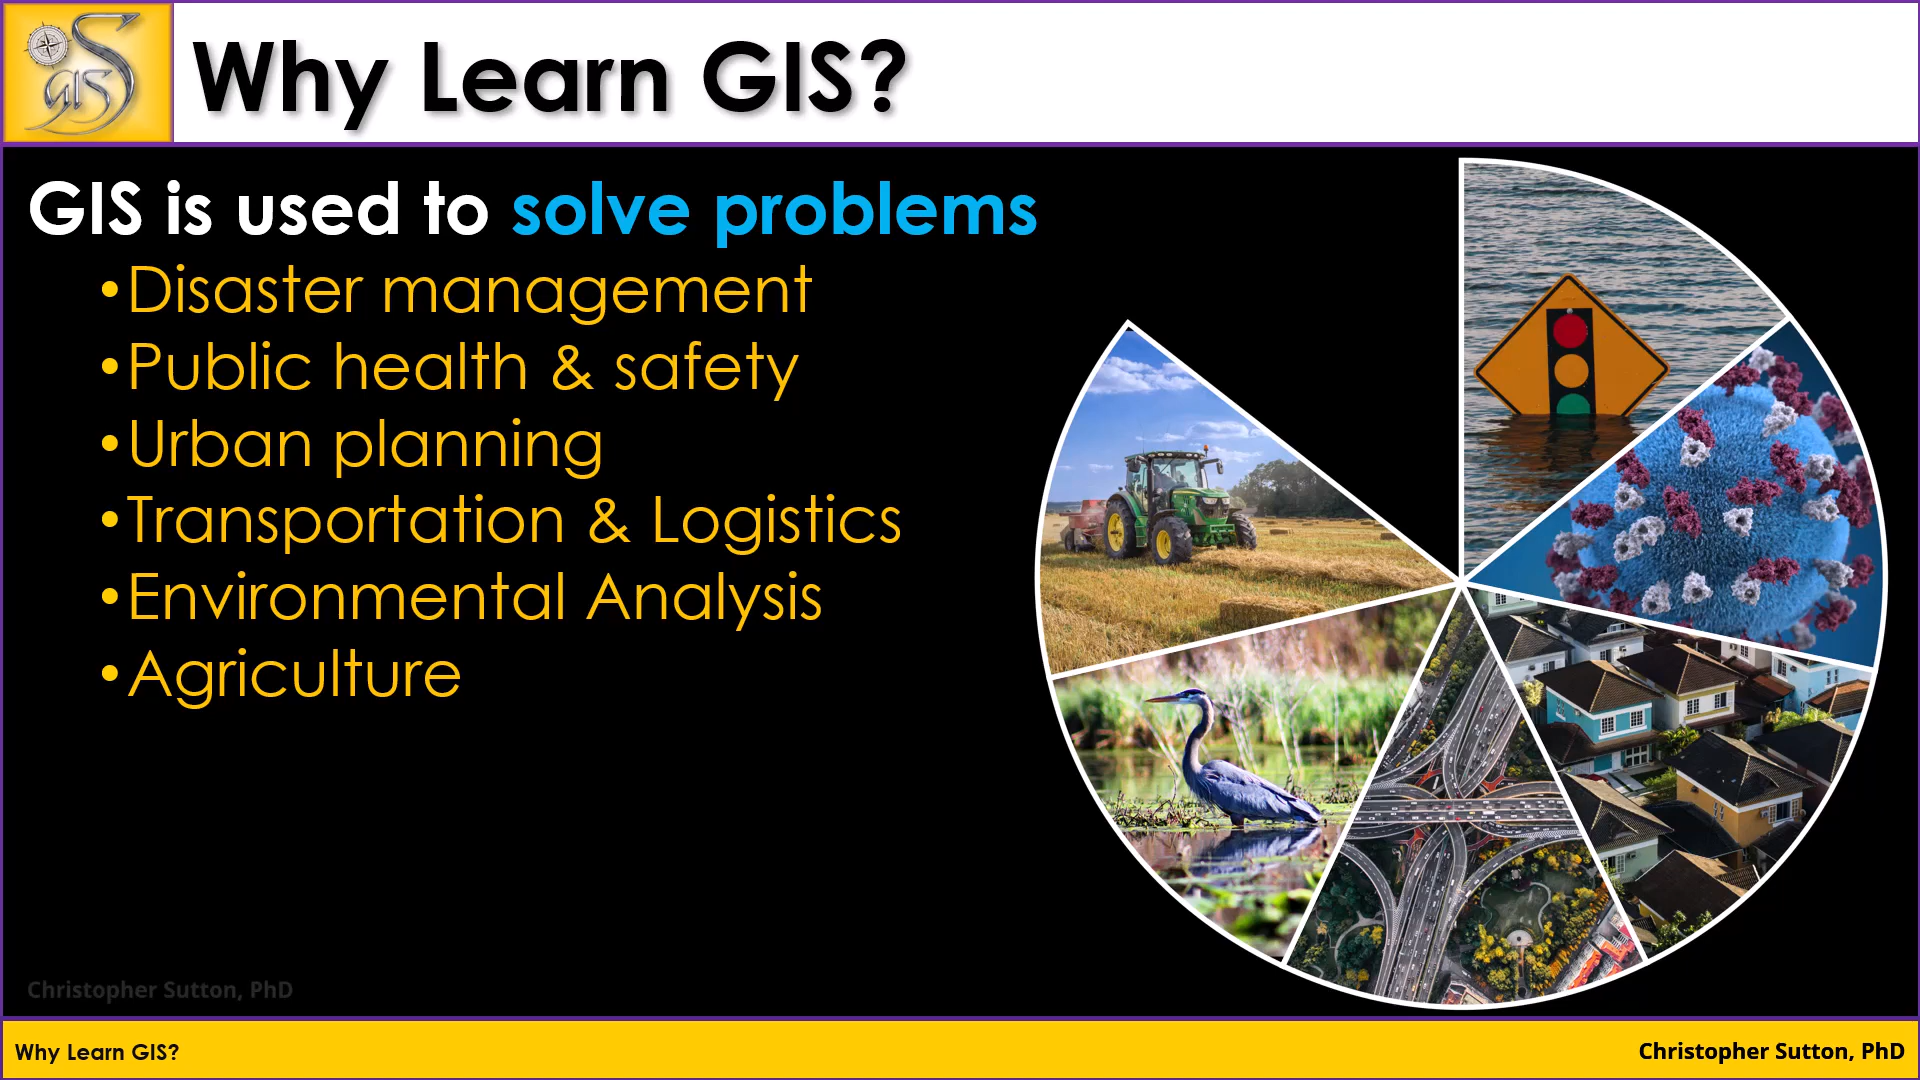 GIS
Why Learn GIS?
GIS is used to solve problems
•Disaster management
•Public health & safety
•Urban planning
•Transportation & Logistics
•Environmental Analysis
•Agriculture
Christopher Sutton, PhD
Why Learn GIS?
Christopher Sutton, PhD